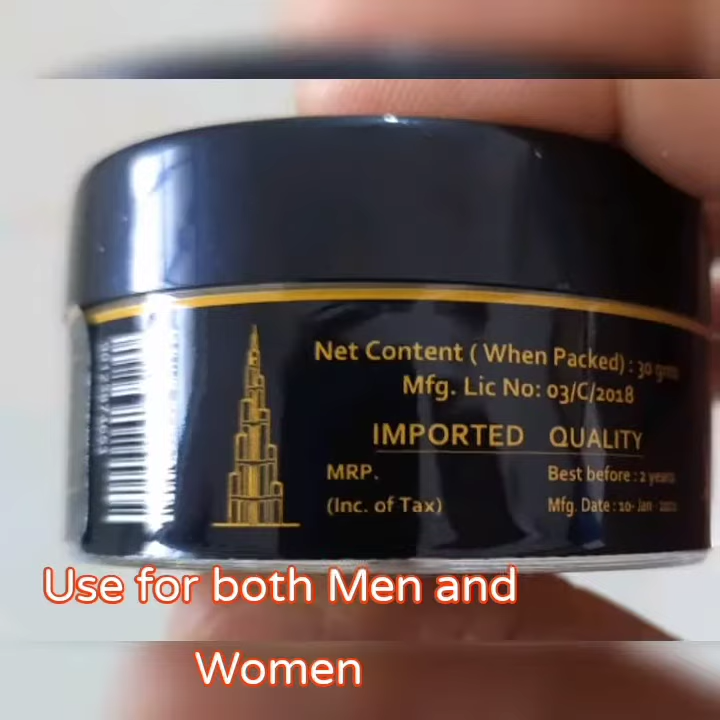 Net Content ( When Packed) : 30 gms
Mfg. Lic No: 03/C/2018
IMPORTED QUALITY
MRP.
(Inc. of Tax)
Best before : 2 years
Mfg. Date : 10- Jan -
Use for both Men and
Women